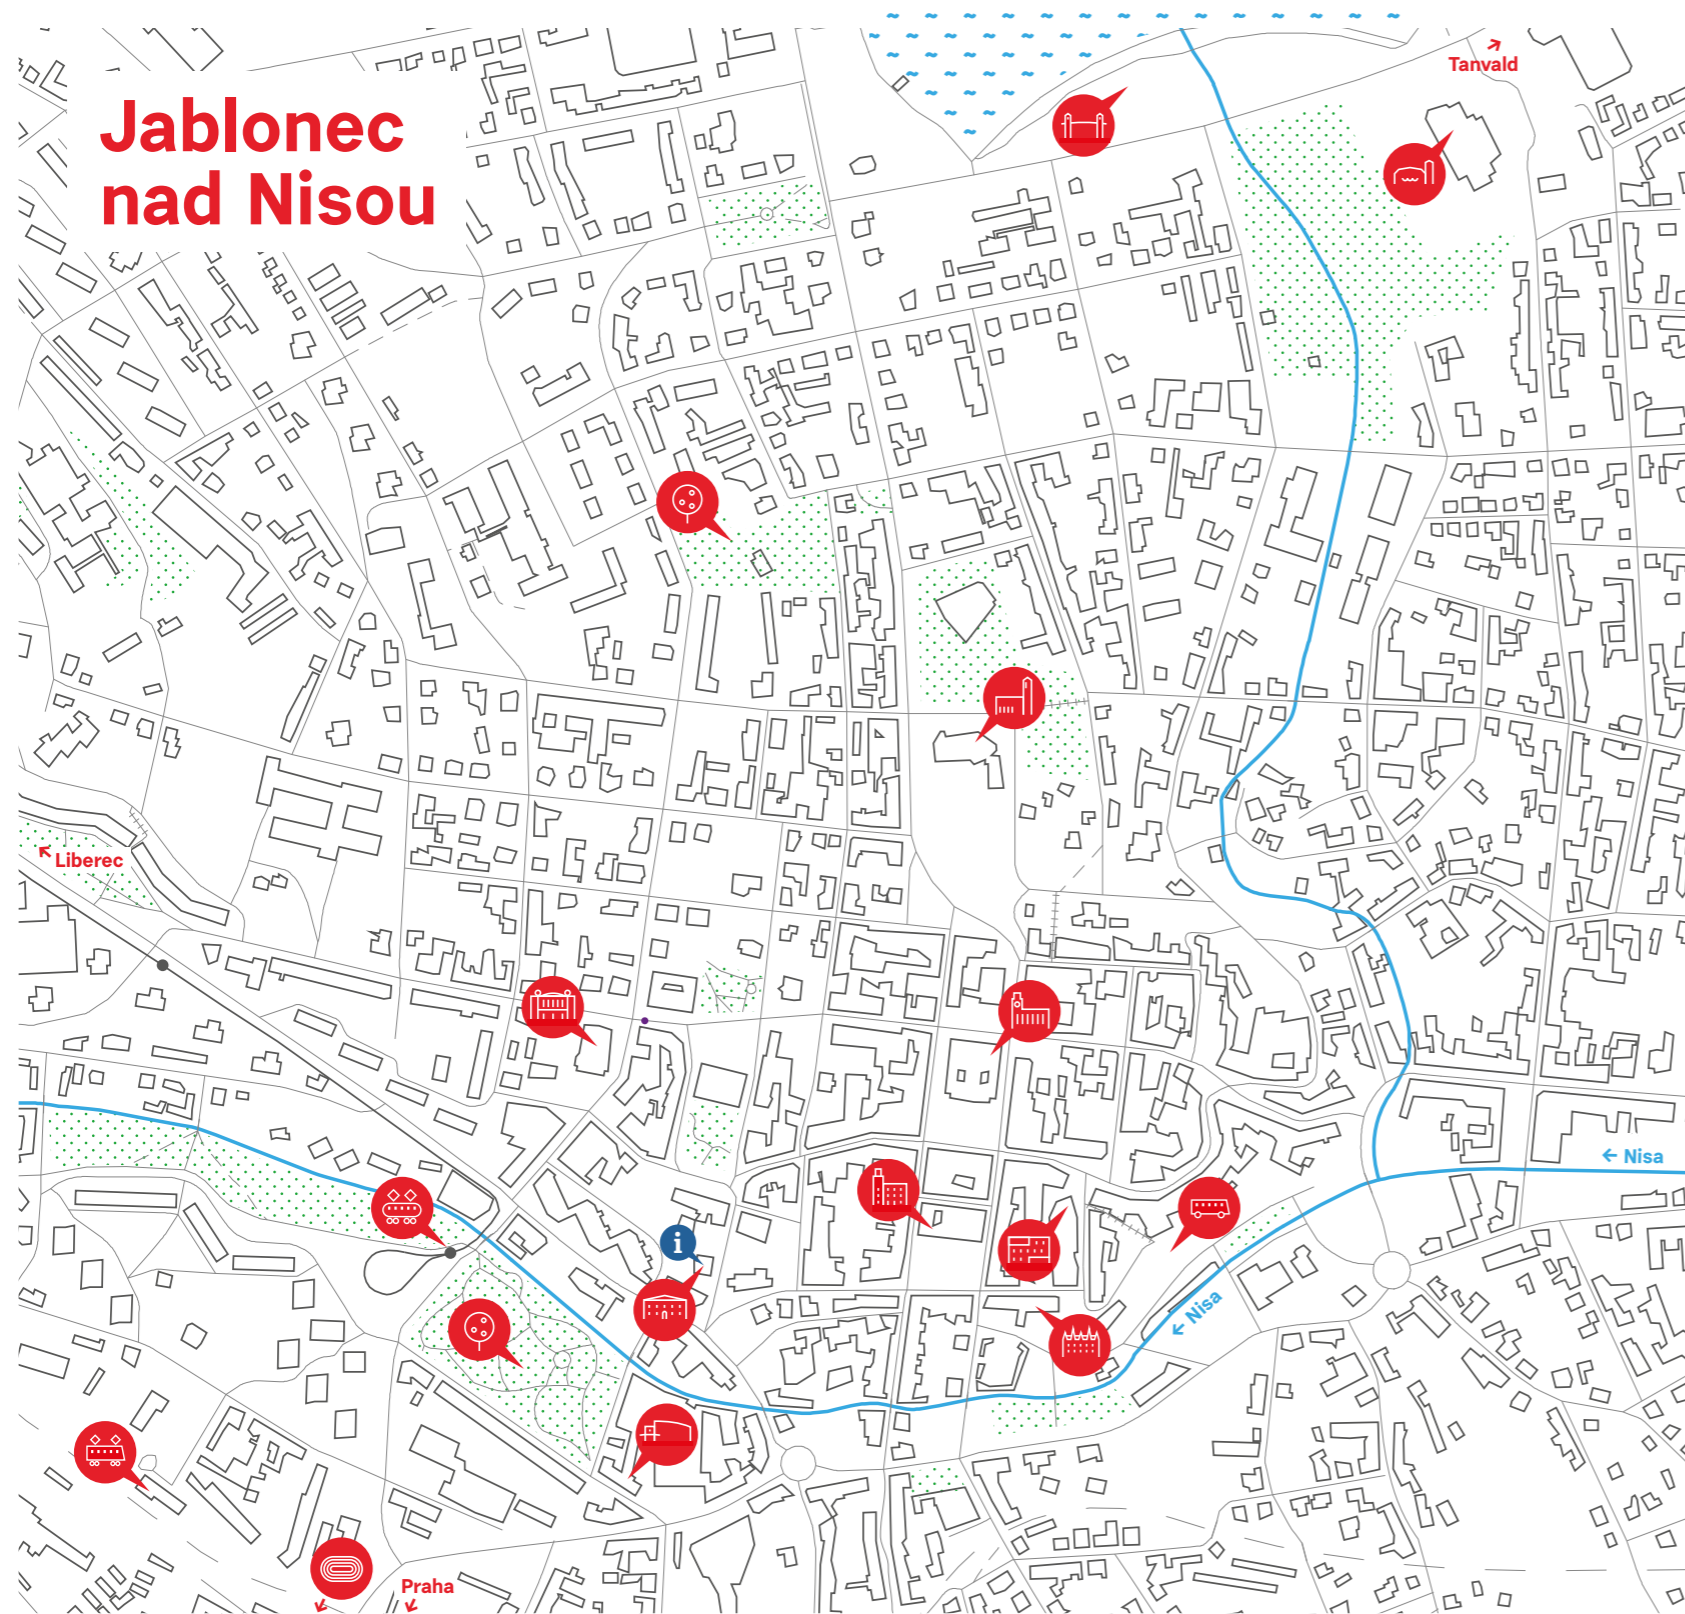 Jablonec
nad Nisou
Tanvald
Liberec
← Nisa
i
← Nisa
Praha